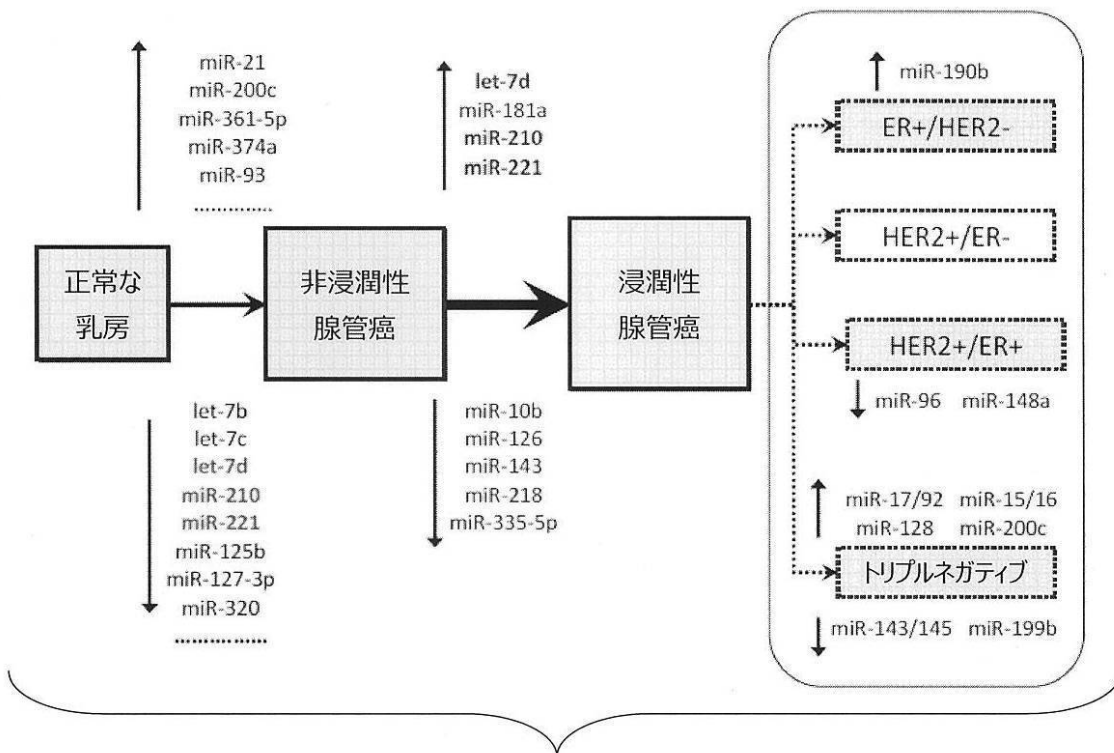 miR-21
miR-200c
miR-361-5p
miR-374a
miR-93
let-7d
miR-181a
miR-210
miR-221
正常な
乳房
非浸潤性
腺管癌
浸潤性
腺管癌
let-7b
let-7c
let-7d
miR-210
miR-221
miR-125b
miR-127-3p
miR-320
miR-10b
miR-126
miR-143
miR-218
miR-335-5p
miR-190b
ER+/HER2-
HER2+/ER-
HER2+/ER+
miR-96 miR-148a
miR-17/92 miR-15/16
miR-128 miR-200c
トリプルネガティブ
miR-143/145 miR-199b